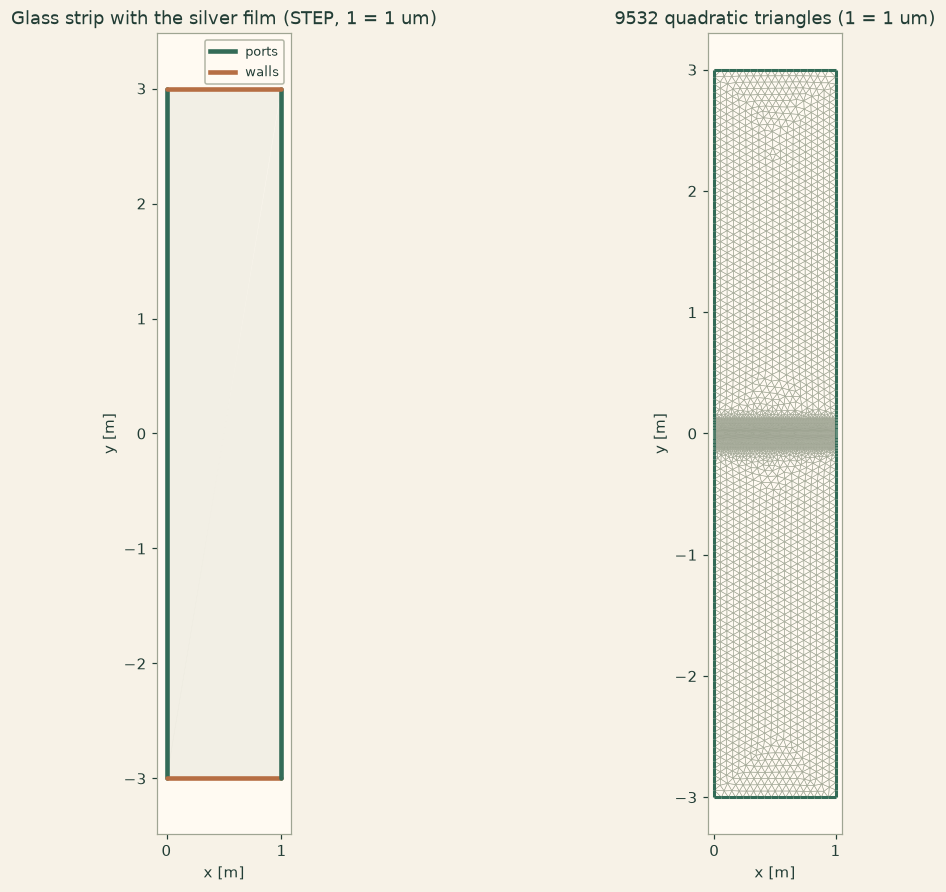 Glass strip with the silver film (STEP, 1 = 1 um)
ports
walls
3
2
1
0
−1
−2
−3
y [m]
0 1
x [m]
9532 quadratic triangles (1 = 1 um)
3
2
1
0
−1
−2
−3
y [m]
0 1
x [m]